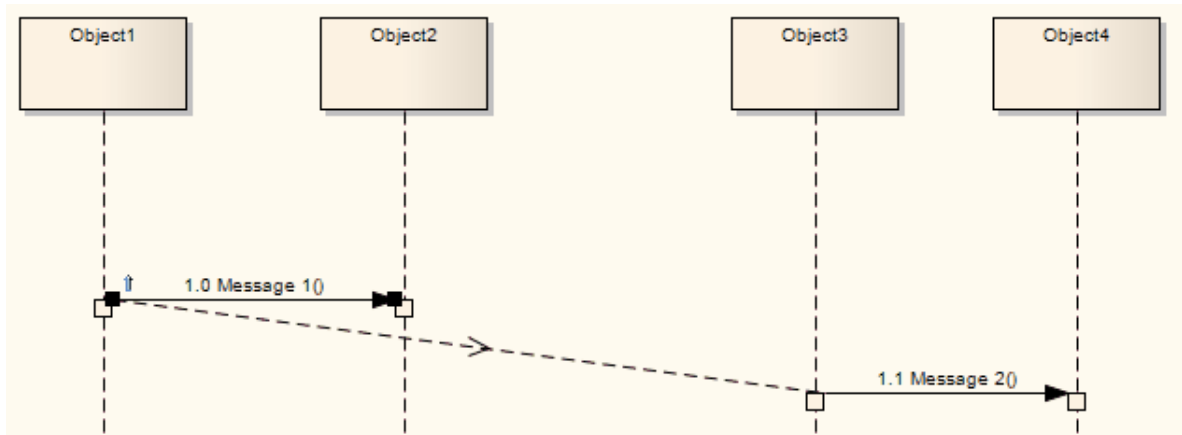 Object1
Object2
Object3
Object4
1.0 Message 1()
1.1 Message 2()